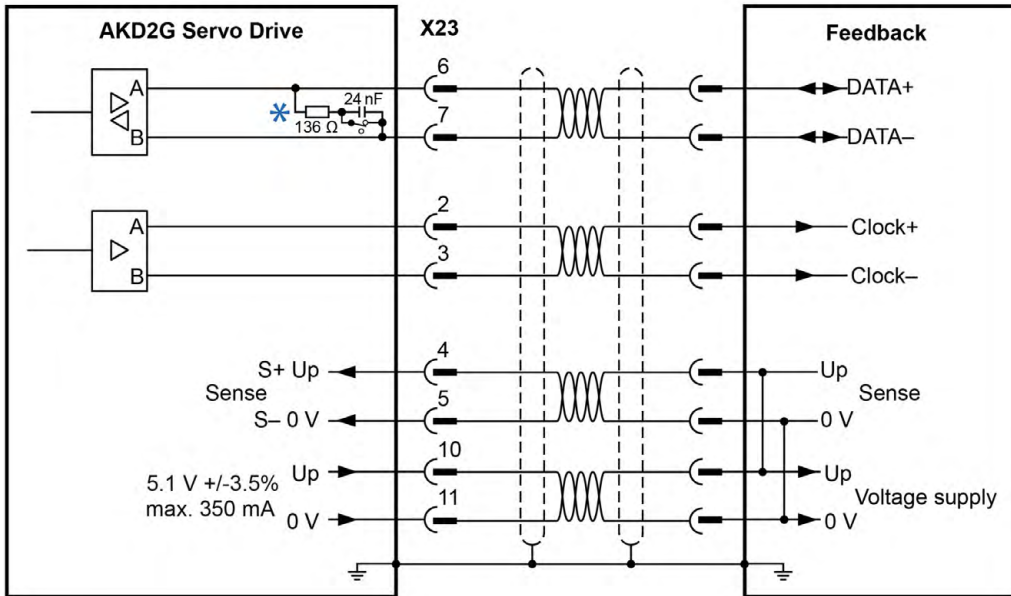 AKD2G Servo Drive
X23
Feedback
A
B
*
136 Ω
24 nF
6
7
DATA+
DATA–
A
B
2
3
Clock+
Clock–
S+ Up
Sense
S– 0 V
4
5
Up
Sense
0 V
5.1 V +/-3.5%
max. 350 mA
Up
0 V
10
11
Up
Voltage supply
0 V